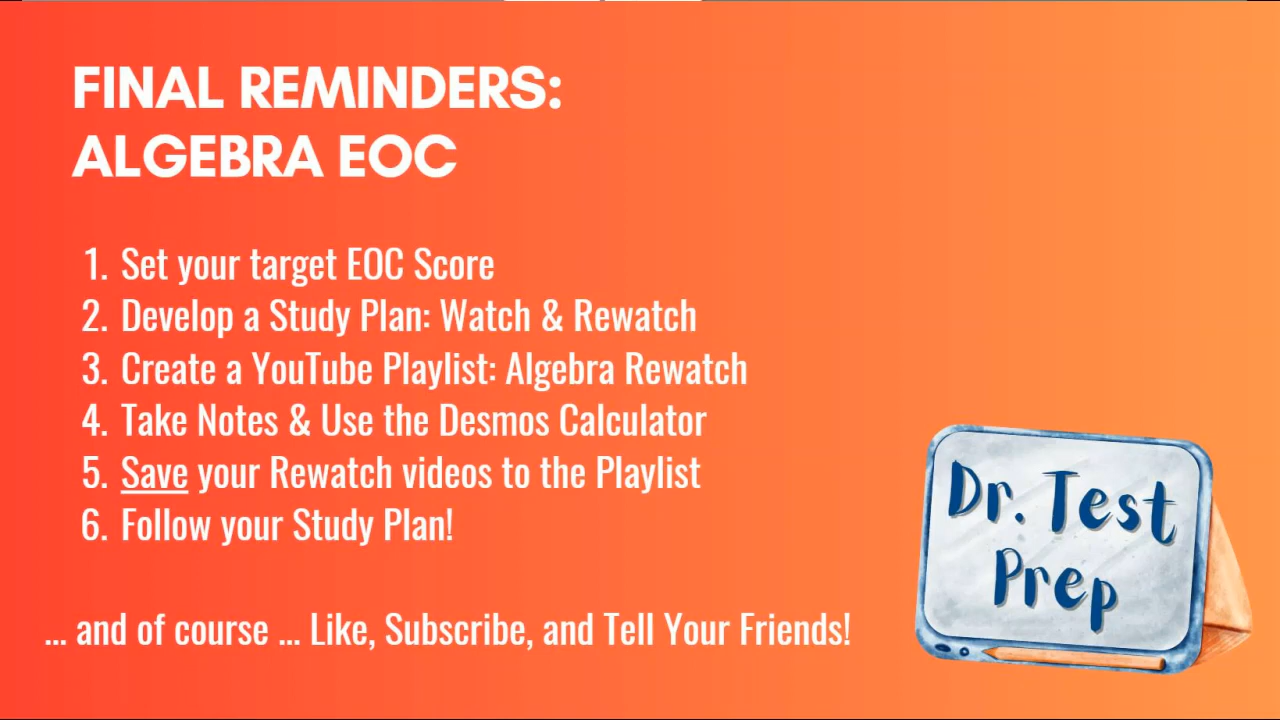 FINAL REMINDERS:
ALGEBRA EOC
1. Set your target EOC Score
2. Develop a Study Plan: Watch & Rewatch
3. Create a YouTube Playlist: Algebra Rewatch
4. Take Notes & Use the Desmos Calculator
5. Save your Rewatch videos to the Playlist
6. Follow your Study Plan!
... and of course ... Like, Subscribe, and Tell Your Friends!
Dr. Test
Prep